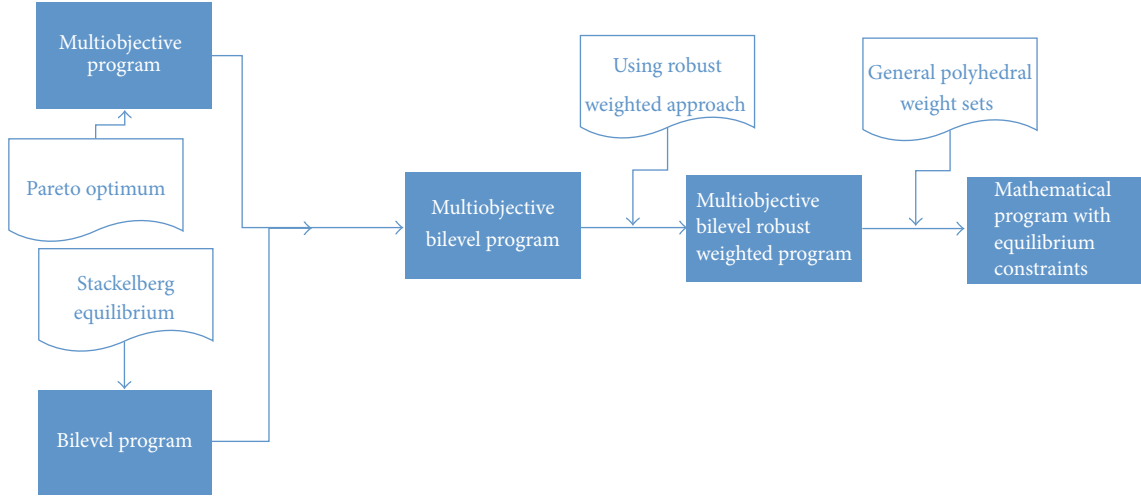 Multiobjective
program
Pareto optimum
Stackelberg
equilibrium
Bilevel program
Multiobjective
bilevel program
Using robust
weighted approach
Multiobjective
bilevel robust
weighted program
General polyhedral
weight sets
Mathematical
program with
equilibrium
constraints